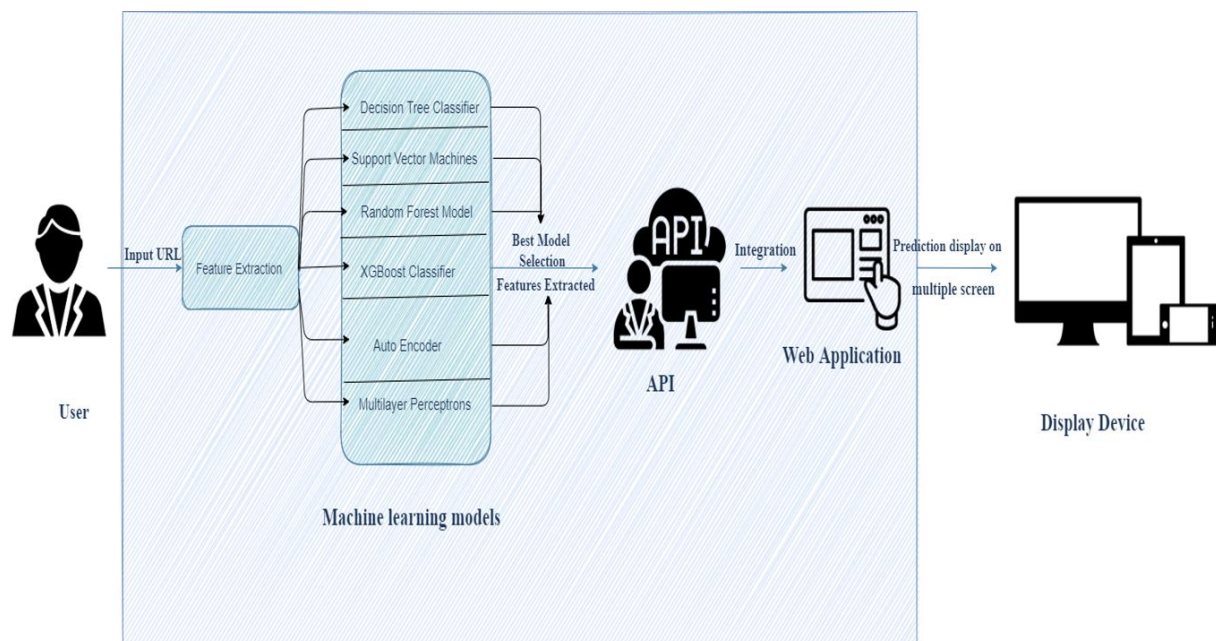 Decision Tree Classifier
Support Vector Machines
Random Forest Model
XGBoost Classifier
Auto Encoder
Multilayer Perceptrons
Machine learning models
User
Input URL
Feature Extraction
Best Model
Selection
Features Extracted
API
API
Integration
Web Application
Prediction display on
multiple screen
Display Device